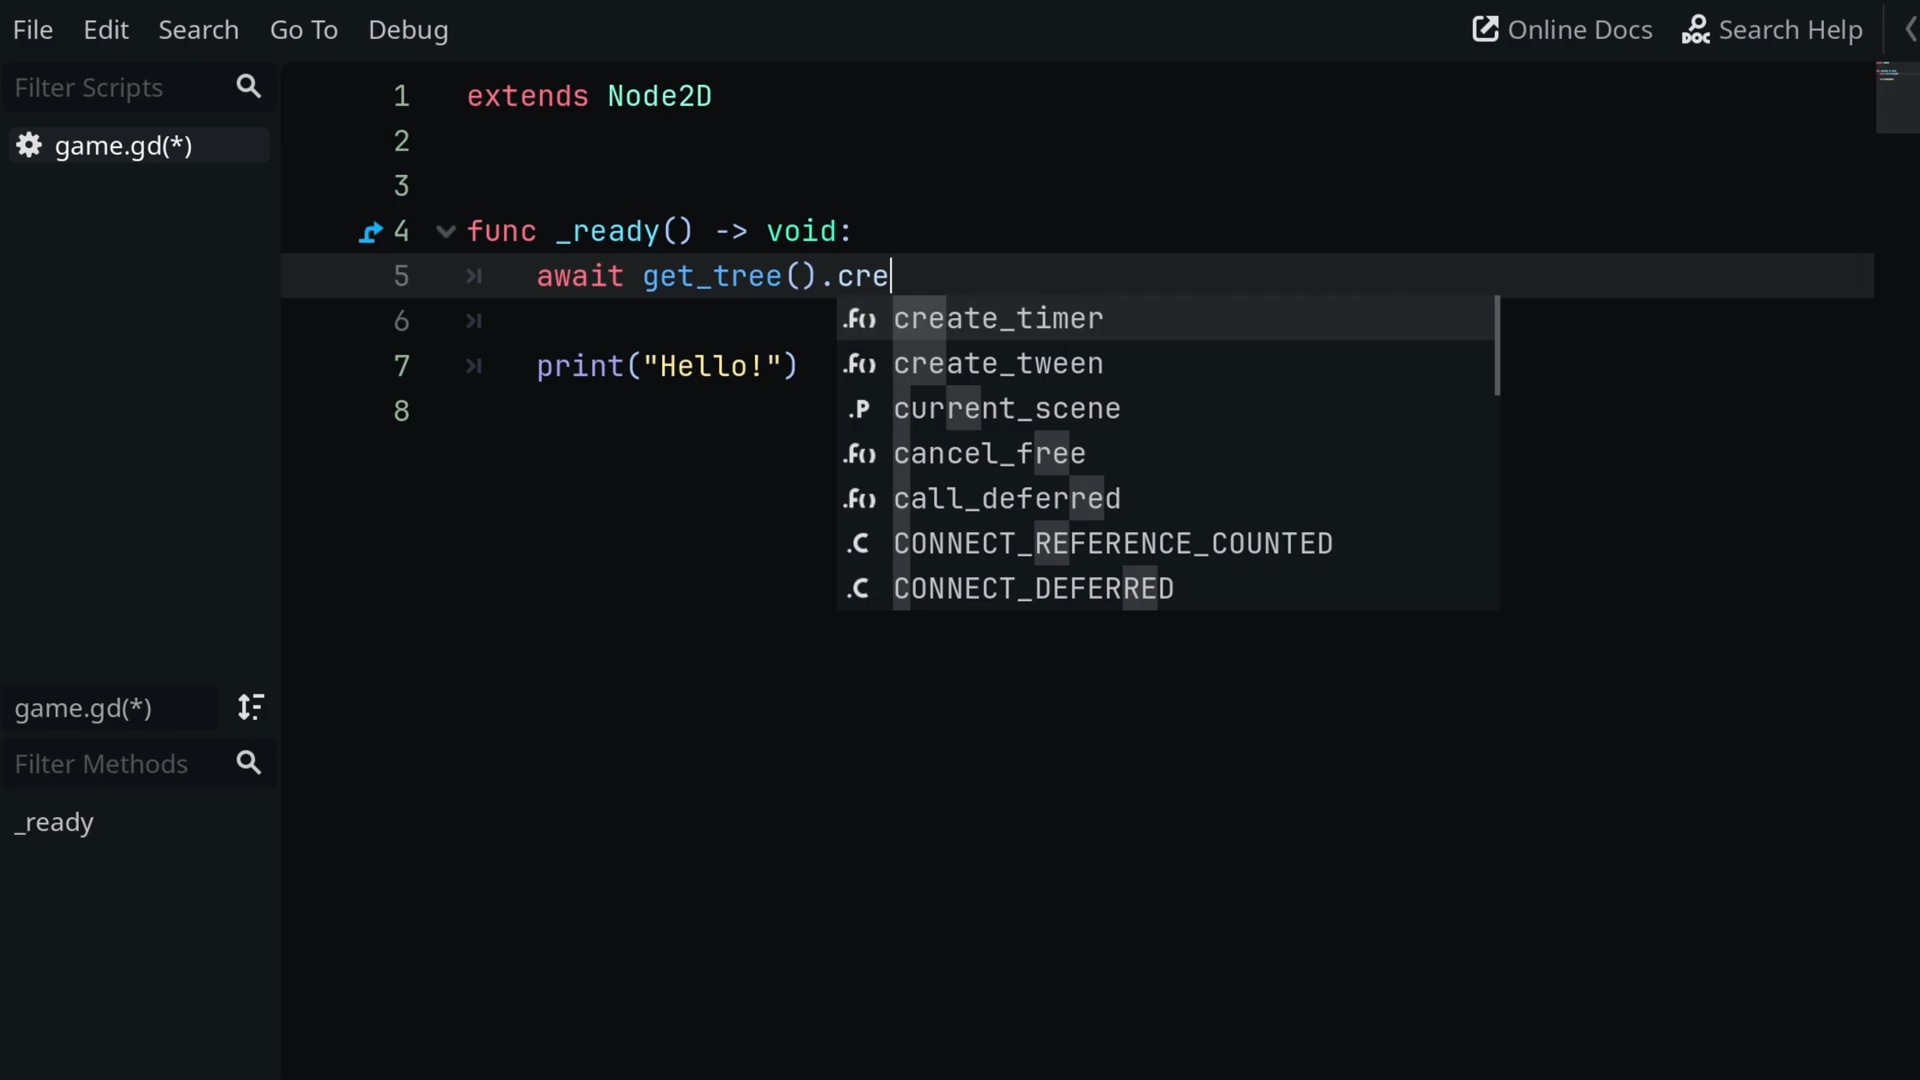 File Edit Search Go To Debug Online Docs Search Help
Filter Scripts
game.gd(*)
1 extends Node2D
2
3
4 func _ready() -> void:
5 await get_tree().cre
6
7 print("Hello!")
8
.f() create_timer
.f() create_tween
.P current_scene
.f() cancel_free
.f() call_deferred
.C CONNECT_REFERENCE_COUNTED
.C CONNECT_DEFERRED
game.gd(*)
Filter Methods
_ready